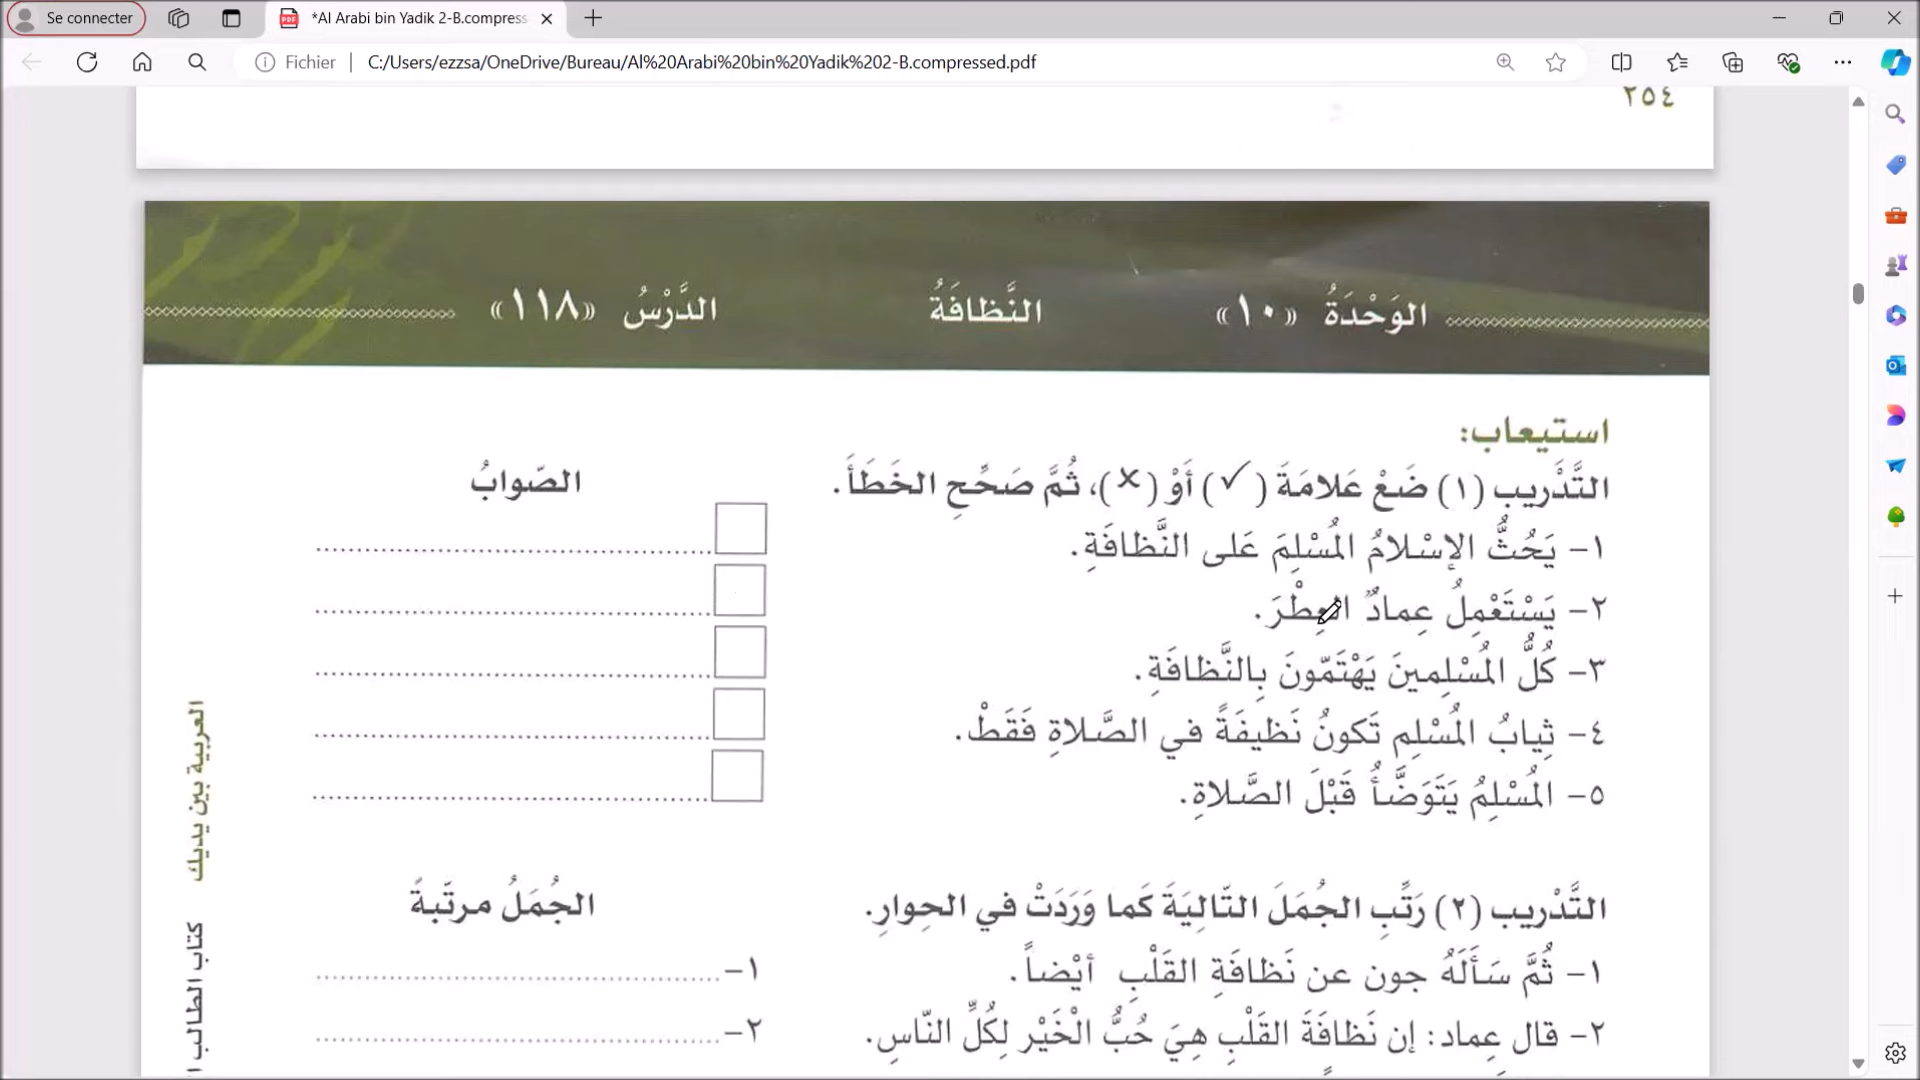 Se connecter
*Al Arabi bin Yadik 2-B.compress
Fichier
C:/Users/ezzsa/OneDrive/Bureau/Al%20Arabi%20bin%20Yadik%202-B.compressed.pdf
٢٥٤
الوَحْدَةُ «١٠» النَّظافَةُ الدَّرْسُ «١١٨»
استيعاب:
التَّدْريب (١) ضَعْ عَلامَةَ (✓) أَوْ (×)، ثُمَّ صَحِّحِ الخَطَأَ. الصّوابُ
١- يَحُثُّ الإسْلامُ المُسْلِمَ عَلى النَّظافَةِ.
٢- يَسْتَعْمِلُ عِمادٌ العِطْرَ.
٣- كُلُّ المُسْلِمينَ يَهْتَمّونَ بِالنَّظافَةِ.
٤- ثِيابُ المُسْلِمِ تَكونُ نَظيفَةً في الصَّلاةِ فَقَطْ.
٥- المُسْلِمُ يَتَوَضَّأُ قَبْلَ الصَّلاةِ.
التَّدْريب (٢) رَتِّبِ الجُمَلَ التّالِيَةَ كَما وَرَدَتْ في الحِوارِ. الجُمَلُ مرتَّبةً
١- ثُمَّ سَأَلَهُ جون عن نَظافَةِ القَلْبِ أيْضاً. ١-
٢- قال عِماد: إن نَظافَةَ القَلْبِ هِيَ حُبُّ الْخَيْر لِكُلِّ النّاسِ. ٢-
العربية بين يديك
كتاب الطالب